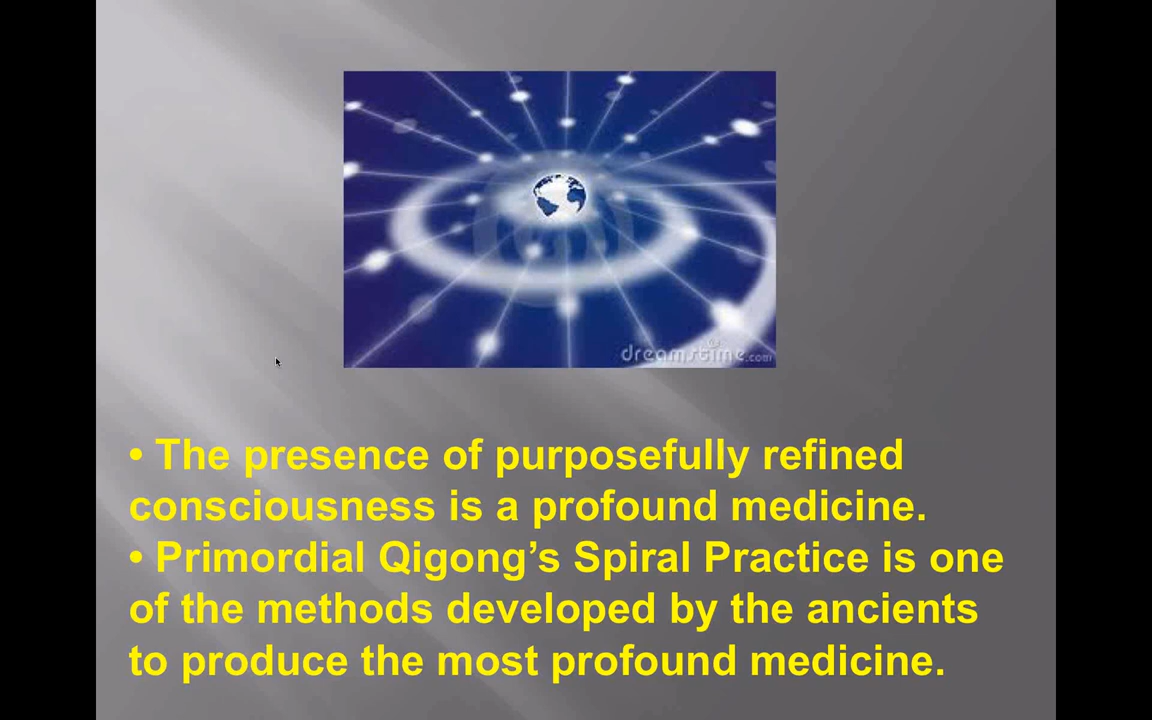 dreamstime.com
• The presence of purposefully refined
consciousness is a profound medicine.
• Primordial Qigong’s Spiral Practice is one
of the methods developed by the ancients
to produce the most profound medicine.